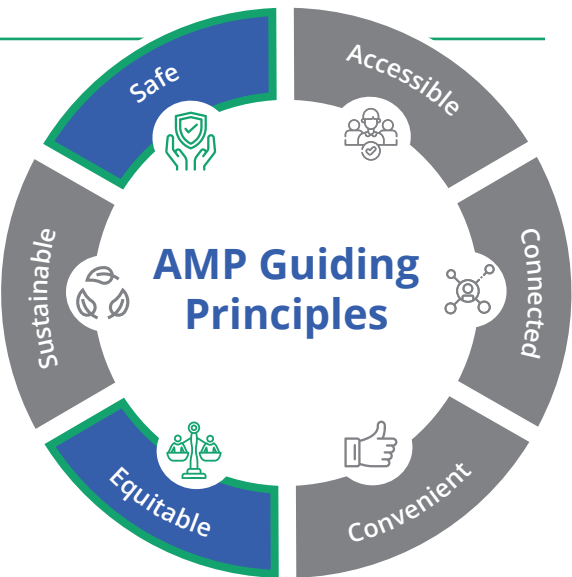 Safe
Accessible
Connected
Convenient
Equitable
Sustainable
AMP Guiding
Principles